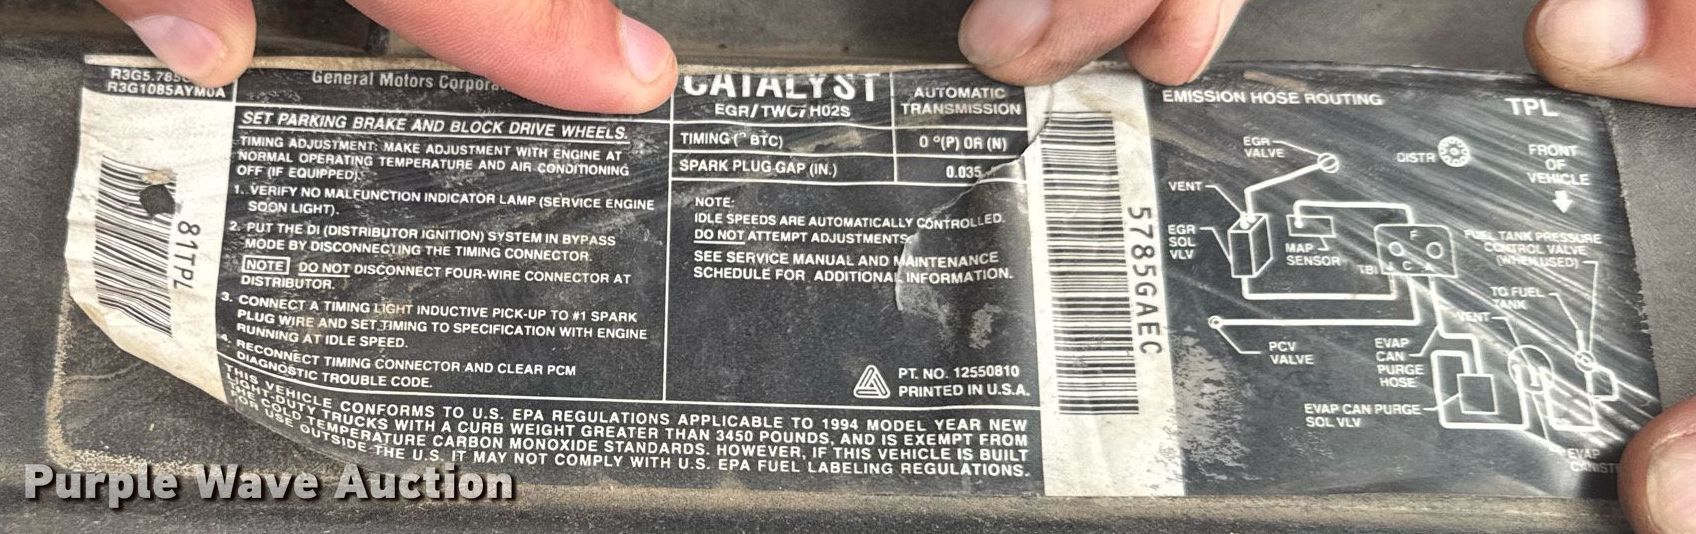 R3G5.785
R3G1085AYM0A
81TPL
General Motors Corpora
SET PARKING BRAKE AND BLOCK DRIVE WHEELS.
TIMING ADJUSTMENT: MAKE ADJUSTMENT WITH ENGINE AT
NORMAL OPERATING TEMPERATURE AND AIR CONDITIONING
OFF (IF EQUIPPED).
1. VERIFY NO MALFUNCTION INDICATOR LAMP (SERVICE ENGINE
SOON LIGHT).
2. PUT THE DI (DISTRIBUTOR IGNITION) SYSTEM IN BYPASS
MODE BY DISCONNECTING THE TIMING CONNECTOR.
NOTE DO NOT DISCONNECT FOUR-WIRE CONNECTOR AT
DISTRIBUTOR.
3. CONNECT A TIMING LIGHT INDUCTIVE PICK-UP TO #1 SPARK
PLUG WIRE AND SET TIMING TO SPECIFICATION WITH ENGINE
RUNNING AT IDLE SPEED.
4. RECONNECT TIMING CONNECTOR AND CLEAR PCM
DIAGNOSTIC TROUBLE CODE.
CATALYST
EGR/TWC/HO2S
AUTOMATIC
TRANSMISSION
TIMING (° BTC)
0 °(P) OR (N)
SPARK PLUG GAP (IN.)
0.035
NOTE:
IDLE SPEEDS ARE AUTOMATICALLY CONTROLLED.
DO NOT ATTEMPT ADJUSTMENTS
SEE SERVICE MANUAL AND MAINTENANCE
SCHEDULE FOR ADDITIONAL INFORMATION.
PT. NO. 12550810
PRINTED IN U.S.A.
THIS VEHICLE CONFORMS TO U.S. EPA REGULATIONS APPLICABLE TO 1994 MODEL YEAR NEW
LIGHT-DUTY TRUCKS WITH A CURB WEIGHT GREATER THAN 3450 POUNDS, AND IS EXEMPT FROM
THE COLD TEMPERATURE CARBON MONOXIDE STANDARDS. HOWEVER, IF THIS VEHICLE IS BUILT
FOR USE OUTSIDE THE U.S. IT MAY NOT COMPLY WITH U.S. EPA FUEL LABELING REGULATIONS.
5785GAEC
EMISSION HOSE ROUTING
TPL
EGR
VALVE
DISTR
FRONT
OF
VEHICLE
VENT
EGR
SOL
VLV
MAP
SENSOR
F
TBI
C A
FUEL TANK PRESSURE
CONTROL VALVE
(WHEN USED)
TO FUEL
TANK
VENT
PCV
VALVE
EVAP
CAN
PURGE
HOSE
EVAP CAN PURGE
SOL VLV
EVAP
CANIST
Purple Wave Auction